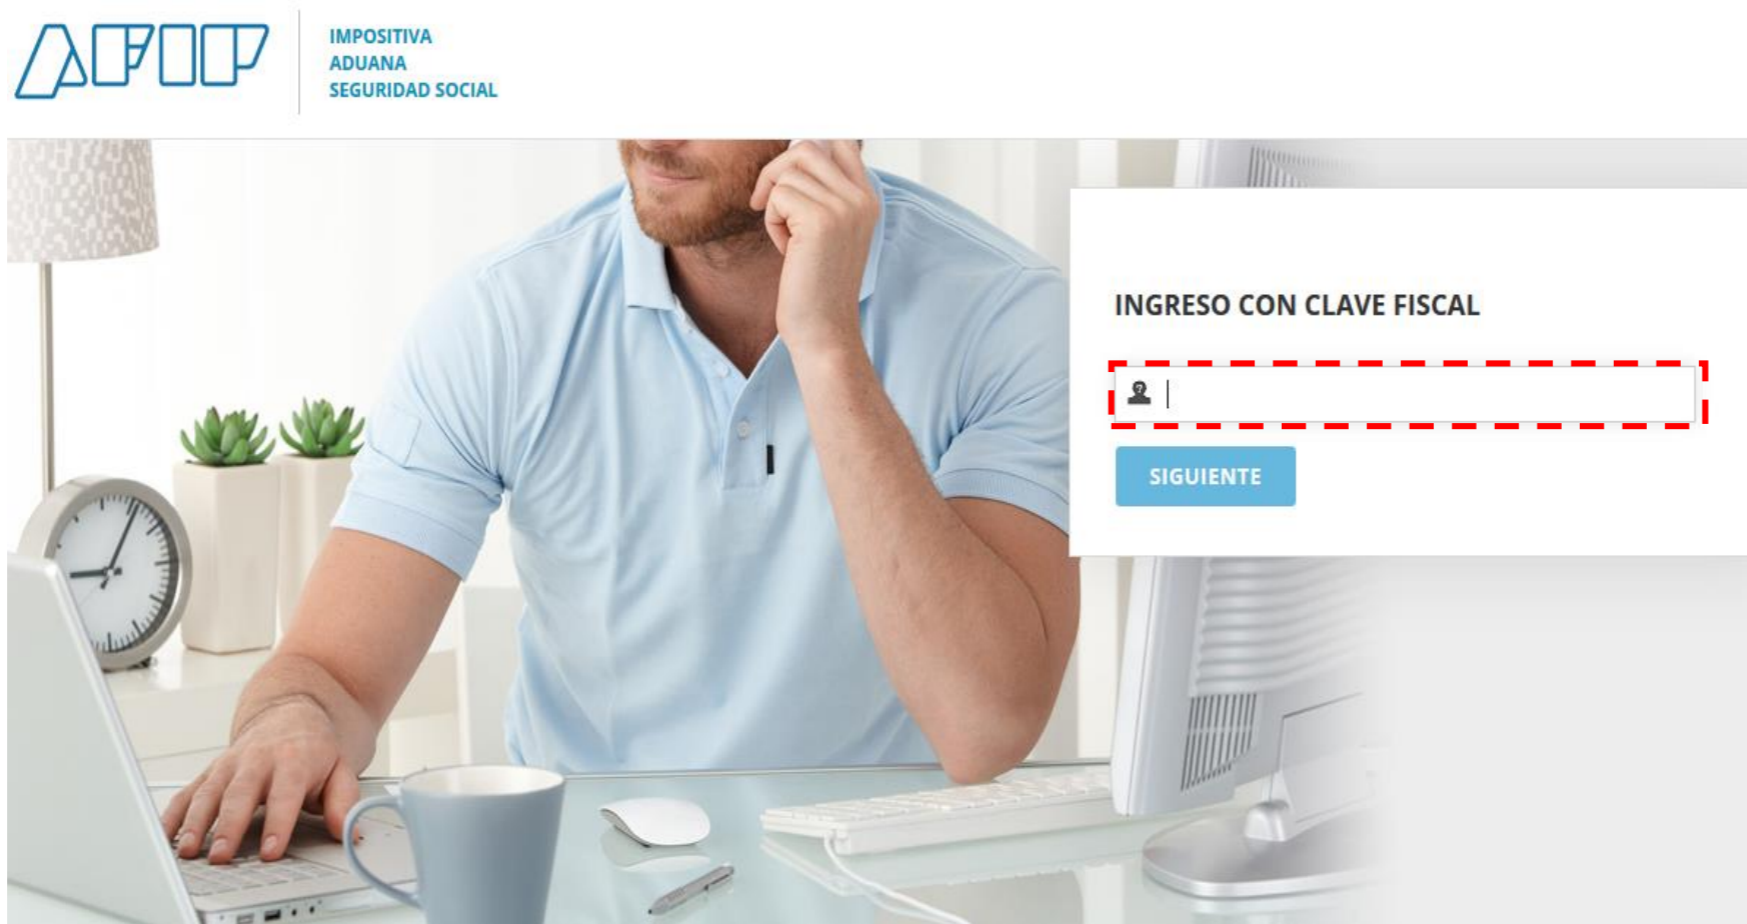 AFIP
IMPOSITIVA
ADUANA
SEGURIDAD SOCIAL
INGRESO CON CLAVE FISCAL
SIGUIENTE